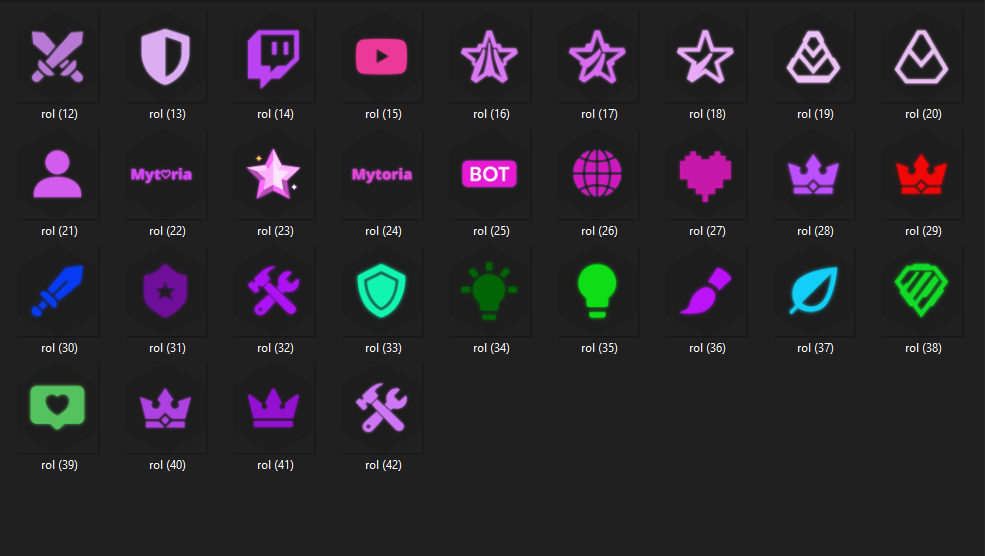 rol (12) rol (13) rol (14) rol (15) rol (16) rol (17) rol (18) rol (19) rol (20)
Myt♡ria Mytoria BOT
rol (21) rol (22) rol (23) rol (24) rol (25) rol (26) rol (27) rol (28) rol (29)
rol (30) rol (31) rol (32) rol (33) rol (34) rol (35) rol (36) rol (37) rol (38)
rol (39) rol (40) rol (41) rol (42)